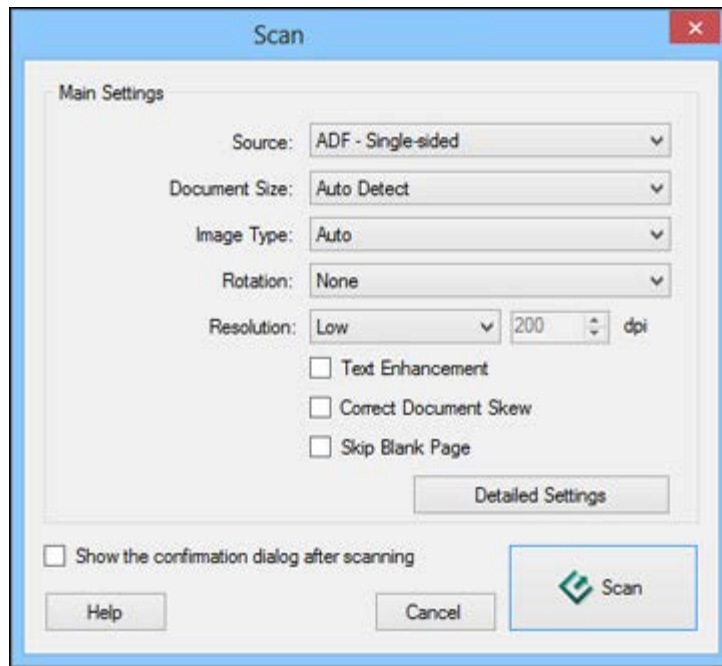 Scan
Main Settings
Source: ADF - Single-sided
Document Size: Auto Detect
Image Type: Auto
Rotation: None
Resolution: Low 200 dpi
Text Enhancement
Correct Document Skew
Skip Blank Page
Detailed Settings
Show the confirmation dialog after scanning
Scan
Help Cancel